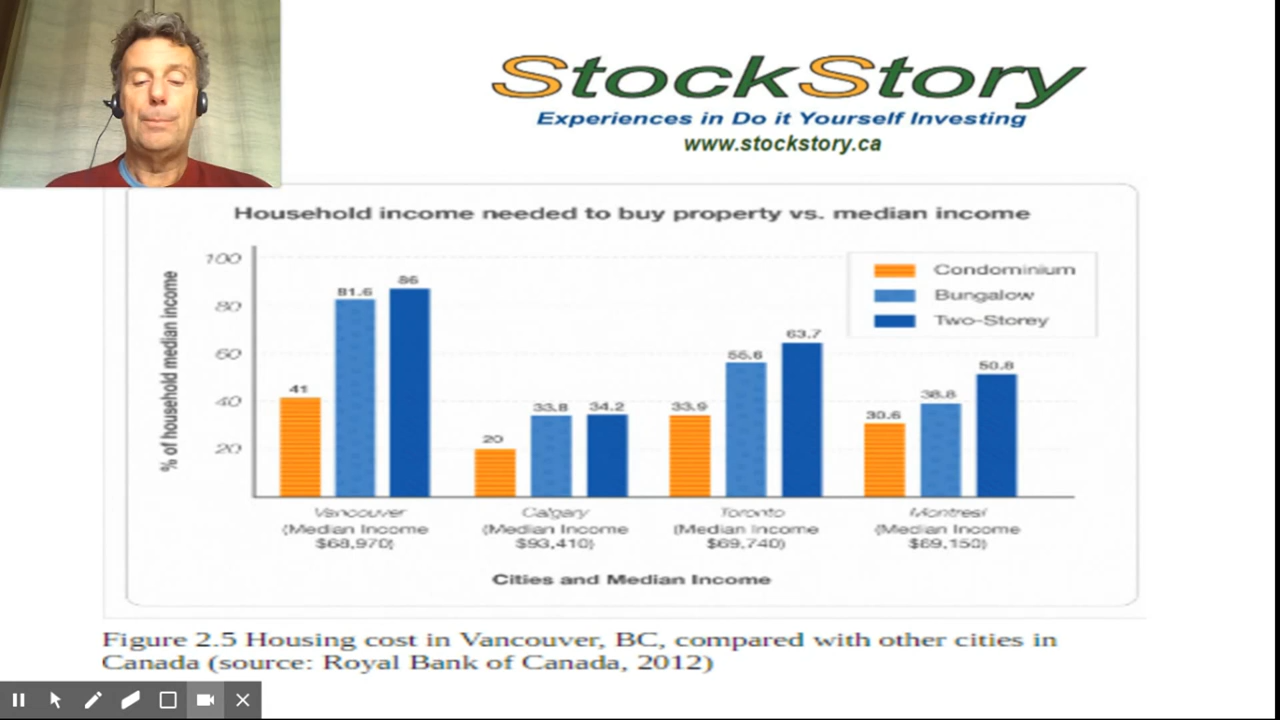 StockStory
Experiences in Do it Yourself Investing
www.stockstory.ca
Household income needed to buy property vs. median income
% of household median income
100
80
60
40
20
Condominium
Bungalow
Two-Storey
41
81.6
86
20
33.8
34.2
33.9
55.6
63.7
30.6
38.8
50.8
Vancouver
(Median Income
$68,970)
Calgary
(Median Income
$93,410)
Toronto
(Median Income
$69,740)
Montreal
(Median Income
$69,150)
Cities and Median Income
Figure 2.5 Housing cost in Vancouver, BC, compared with other cities in
Canada (source: Royal Bank of Canada, 2012)